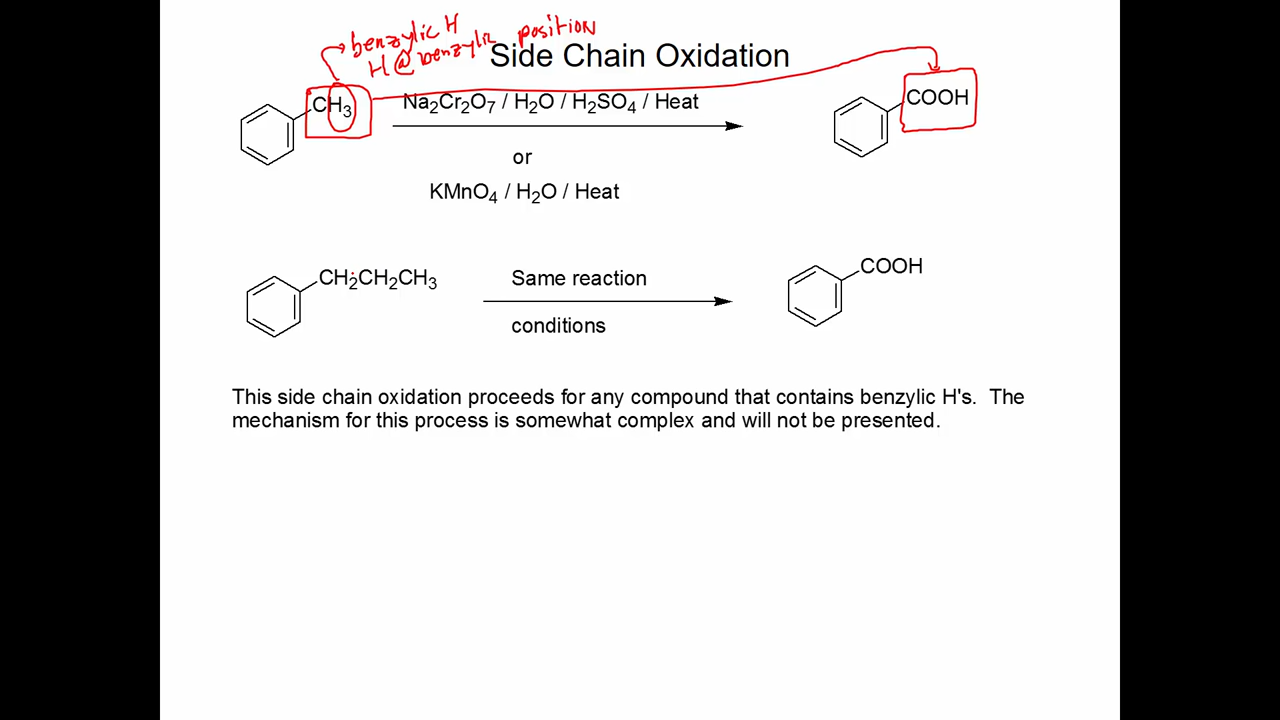 benzylic H
H @ benzylic position
Side Chain Oxidation
CH₃
Na₂Cr₂O₇ / H₂O / H₂SO₄ / Heat
COOH
or
KMnO₄ / H₂O / Heat
CH₂CH₂CH₃
Same reaction
COOH
conditions
This side chain oxidation proceeds for any compound that contains benzylic H's. The
mechanism for this process is somewhat complex and will not be presented.